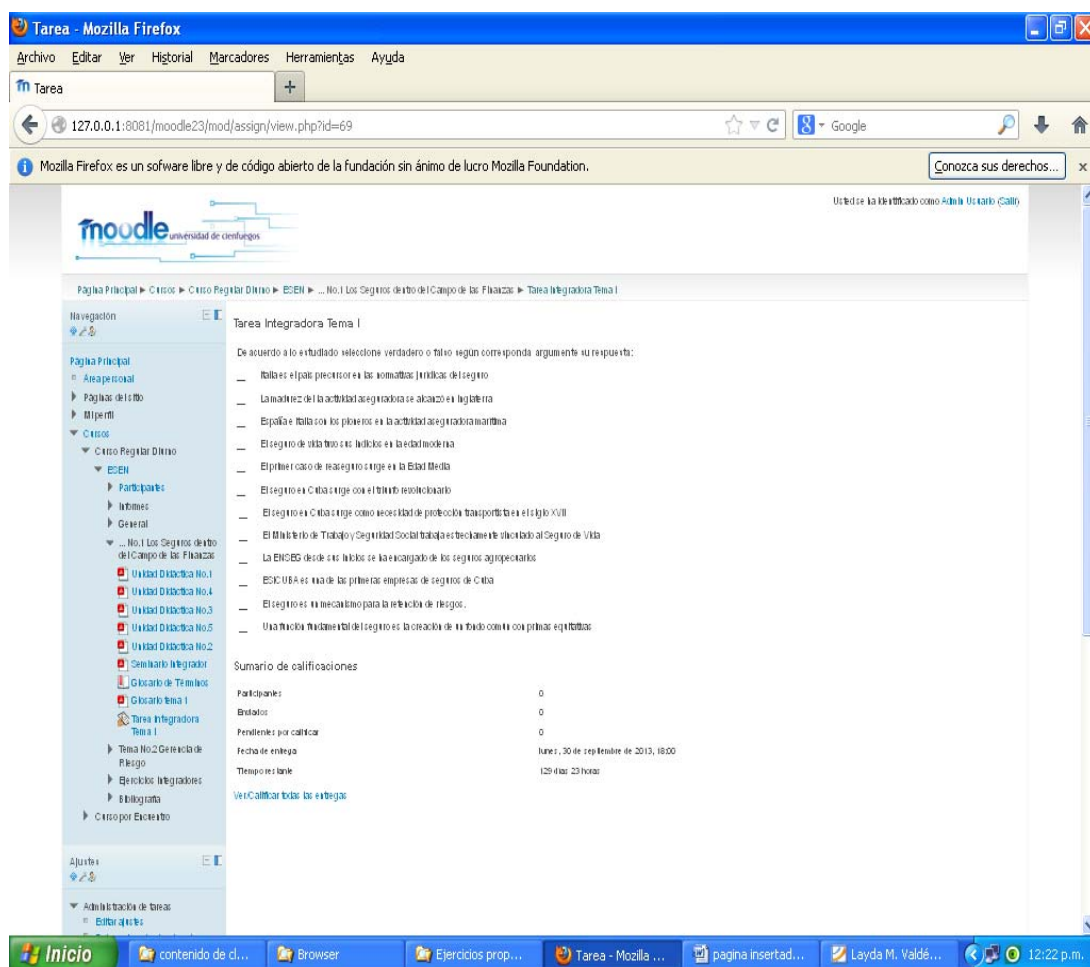 Tarea - Mozilla Firefox
Archivo Editar Ver Historial Marcadores Herramientas Ayuda
Tarea
127.0.0.1:8081/moodle23/mod/assign/view.php?id=69
Google
Mozilla Firefox es un sofware libre y de código abierto de la fundación sin ánimo de lucro Mozilla Foundation.
Conozca sus derechos...
Usted se ha identificado como Admin Usuario (Salir)
moodle universidad de cienfuegos
Página Principal ► Cursos ► Curso Regular Diurno ► ESEN ► ... No.1 Los Seguros dentro del Campo de las Finanzas ► Tarea Integradora Tema I
Navegación
Página Principal
Área personal
Páginas del sitio
Mi perfil
Cursos
Curso Regular Diurno
ESEN
Participantes
Informes
General
... No.1 Los Seguros dentro
del Campo de las Finanzas
Unidad Didáctica No.1
Unidad Didáctica No.4
Unidad Didáctica No.3
Unidad Didáctica No.5
Unidad Didáctica No.2
Seminario Integrador
Glosario de Términos
Glosario tema 1
Tarea Integradora
Tema I
Tema No.2 Gerencia de
Riesgo
Ejercicios Integradores
Bibliografía
Curso por Encuentro
Ajustes
Administración de tareas
Editar ajustes
Tarea Integradora Tema I
De acuerdo a lo estudiado seleccione verdadero o falso según corresponda argumente su respuesta:
__ Italia es el país precursor en las normativas jurídicas del seguro
__ La madurez del la actividad aseguradora se alcanzó en Inglaterra
__ España e Italia son los pioneros en la actividad aseguradora marítima
__ El seguro de vida tuvo sus indicios en la edad moderna
__ El primer caso de reaseguro surge en la Edad Media
__ El seguro en Cuba surge con el triunfo revolucionario
__ El seguro en Cuba surge como necesidad de protección transportista en el siglo XVIII
__ El Ministerio de Trabajo y Seguridad Social trabaja estrechamente vinculado al Seguro de Vida
__ La ENSEG desde sus inicios se ha encargado de los seguros agropecuarios
__ ESICUBA es una de las primeras empresas de seguros de Cuba
__ El seguro es un mecanismo para la retención de riesgos.
__ Una función fundamental del seguro es la creación de un fondo común con primas equitativas
Sumario de calificaciones
Participantes 0
Enviados 0
Pendientes por calificar 0
Fecha de entrega lunes, 30 de septiembre de 2013, 18:00
Tiempo restante 129 días 23 horas
Ver/Calificar todas las entregas
Inicio contenido de cl... Browser Ejercicios prop... Tarea - Mozilla ... pagina insertad... Layda M. Valdé... 12:22 p.m.